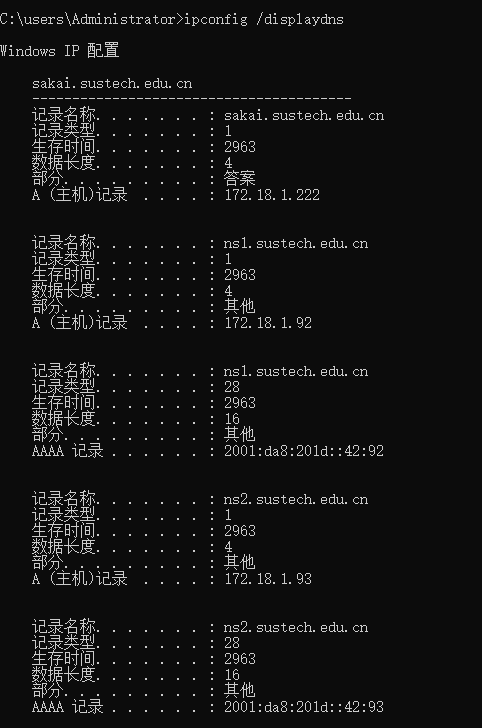 C:\users\Administrator>ipconfig /displaydns
Windows IP 配置
sakai.sustech.edu.cn
----------------------------------------
记录名称. . . . . . . : sakai.sustech.edu.cn
记录类型. . . . . . . : 1
生存时间. . . . . . . : 2963
数据长度. . . . . . . : 4
部分. . . . . . . . . : 答案
A (主机)记录  . . . . : 172.18.1.222
记录名称. . . . . . . : ns1.sustech.edu.cn
记录类型. . . . . . . : 1
生存时间. . . . . . . : 2963
数据长度. . . . . . . : 4
部分. . . . . . . . . : 其他
A (主机)记录  . . . . : 172.18.1.92
记录名称. . . . . . . : ns1.sustech.edu.cn
记录类型. . . . . . . : 28
生存时间. . . . . . . : 2963
数据长度. . . . . . . : 16
部分. . . . . . . . . : 其他
AAAA 记录 . . . . . . : 2001:da8:201d::42:92
记录名称. . . . . . . : ns2.sustech.edu.cn
记录类型. . . . . . . : 1
生存时间. . . . . . . : 2963
数据长度. . . . . . . : 4
部分. . . . . . . . . : 其他
A (主机)记录  . . . . : 172.18.1.93
记录名称. . . . . . . : ns2.sustech.edu.cn
记录类型. . . . . . . : 28
生存时间. . . . . . . : 2963
数据长度. . . . . . . : 16
部分. . . . . . . . . : 其他
AAAA 记录 . . . . . . : 2001:da8:201d::42:93